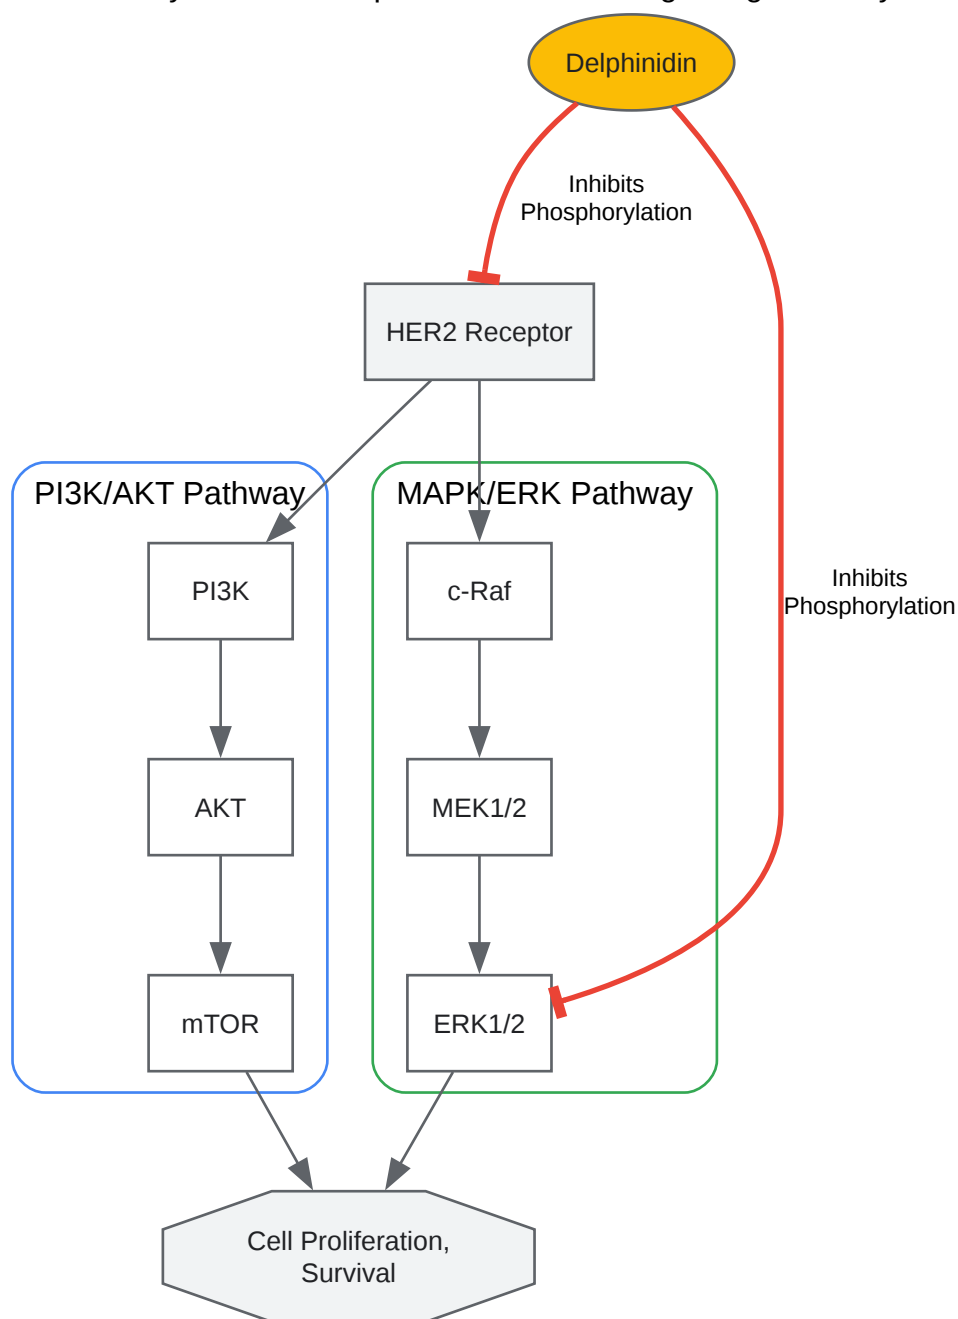 Delphinidin
Inhibits
Phosphorylation
HER2 Receptor
PI3K/AKT Pathway
MAPK/ERK Pathway
PI3K
c-Raf
Inhibits
Phosphorylation
AKT
MEK1/2
mTOR
ERK1/2
Cell Proliferation,
Survival